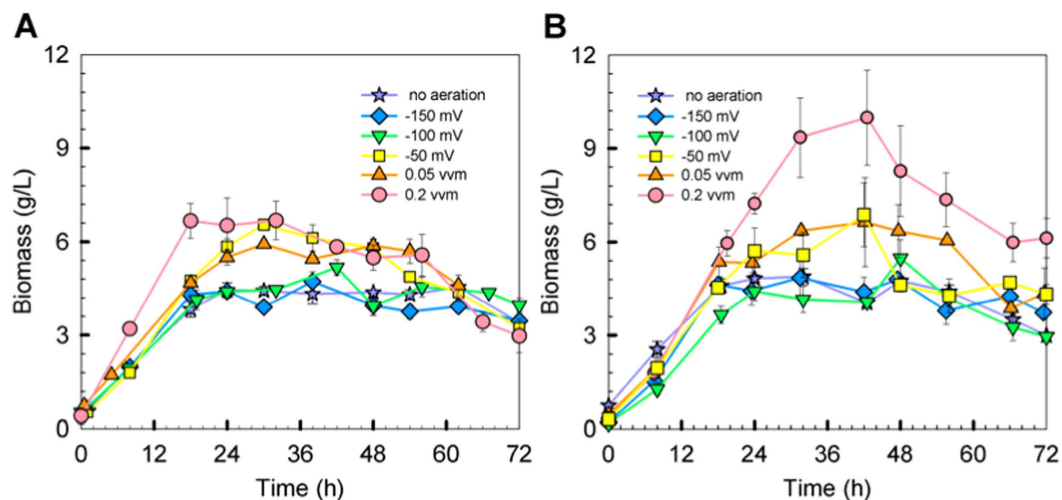 A
12
9
6
3
0
Biomass (g/L)
no aeration
-150 mV
-100 mV
-50 mV
0.05 vvm
0.2 vvm
0 12 24 36 48 60 72
Time (h)
B
12
9
6
3
0
Biomass (g/L)
no aeration
-150 mV
-100 mV
-50 mV
0.05 vvm
0.2 vvm
0 12 24 36 48 60 72
Time (h)